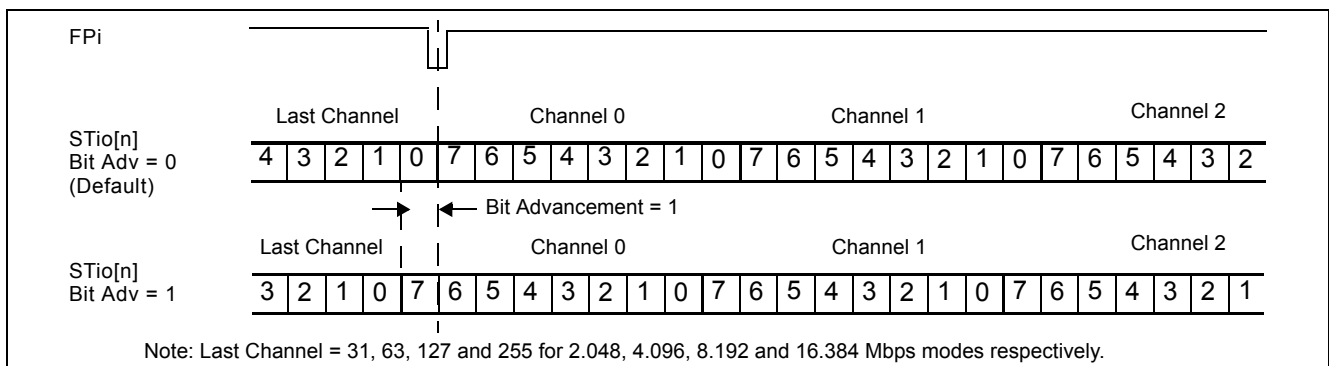 FPi
Last Channel Channel 0 Channel 1 Channel 2
STio[n]
Bit Adv = 0
(Default)
4 3 2 1 0 7 6 5 4 3 2 1 0 7 6 5 4 3 2 1 0 7 6 5 4 3 2
Bit Advancement = 1
Last Channel Channel 0 Channel 1 Channel 2
STio[n]
Bit Adv = 1
3 2 1 0 7 6 5 4 3 2 1 0 7 6 5 4 3 2 1 0 7 6 5 4 3 2 1
Note: Last Channel = 31, 63, 127 and 255 for 2.048, 4.096, 8.192 and 16.384 Mbps modes respectively.